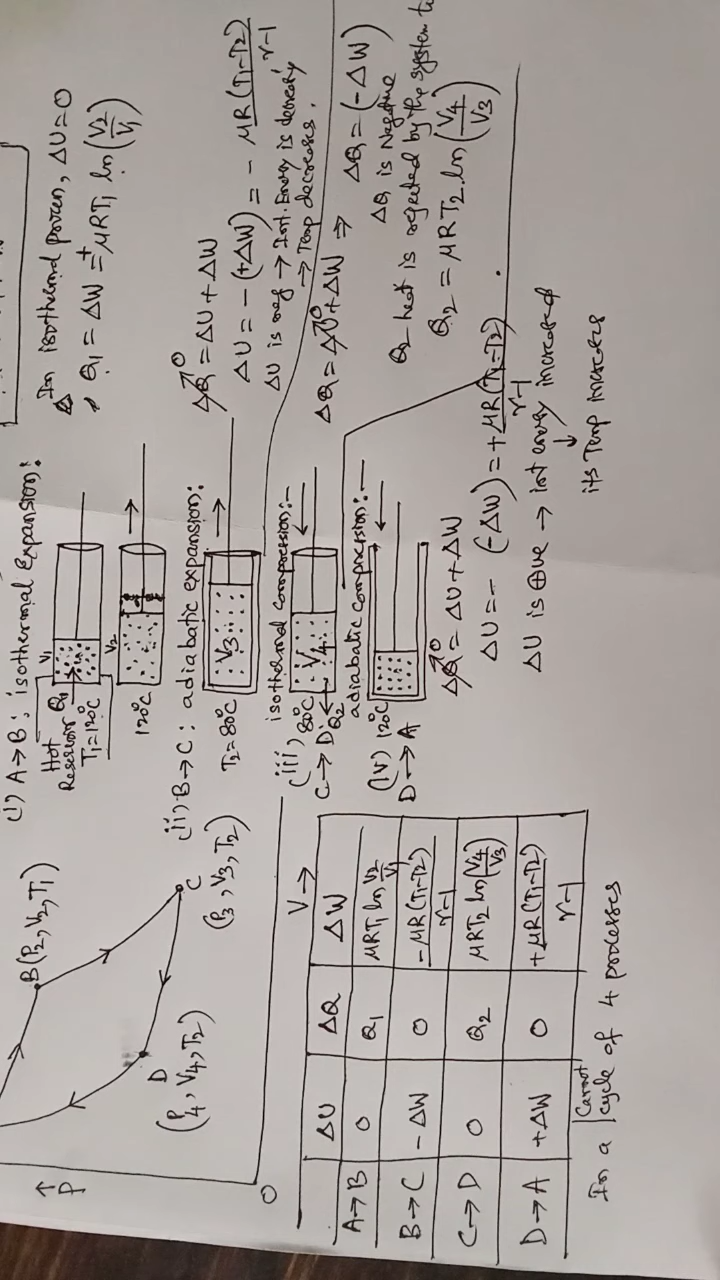 (i) A→B: isothermal Expansion:
In isothermal process, ΔU=0
Q₁ = ΔW = +μRT₁ ln(V₂/V₁)
V₁
Hot
Reservoir Q₁
T₁=120°C
V₂
120°C
(ii) B→C: adiabatic expansion:
V₃
T₂=80°C
ΔQ→0 = ΔU+ΔW
ΔU = -(+ΔW) = - μR(T₁-T₂)/r-1
ΔU is neg → Int. Energy is
→ Temp decreases.
(iii) isothermal compression:-
80°C
C→D
Q₂
V₄
ΔQ = ΔU→0+ΔW ⇒ ΔQ = (-ΔW)
ΔQ is Negative
Q₂ heat is rejected by the system
Q₂ = μRT₂ ln(V₄/V₃)
adiabatic compression:-
(iv) 120°C
D→A
ΔQ→0 = ΔU+ΔW
ΔU = - (-ΔW) = + μR(T₁-T₂)/r-1
ΔU is ⊕ve → int energy increased
↓
its Temp increases
↑
P
B(P₂,V₂,T₁)
C
(P₃,V₃,T₂)
D
(P₄,V₄,T₂)
O
V→
ΔU ΔQ ΔW
A→B 0 Q₁ μRT₁ ln V₂/V₁
B→C -ΔW 0 -μR(T₁-T₂)/r-1
C→D 0 Q₂ μRT₂ ln(V₄/V₃)
D→A +ΔW 0 +μR(T₁-T₂)/r-1
In a Carnot cycle of 4 processes